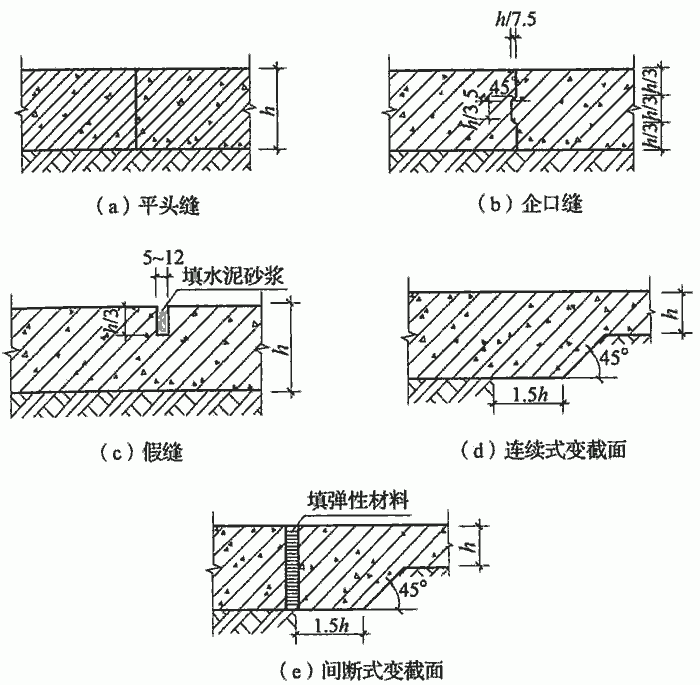 h
（a）平头缝
h/7.5
45°
h/3.5
h/3
h/3
h/3
（b）企口缝
5~12
填水泥砂浆
h/3
h
（c）假缝
h
45°
1.5h
（d）连续式变截面
填弹性材料
h
45°
1.5h
（e）间断式变截面